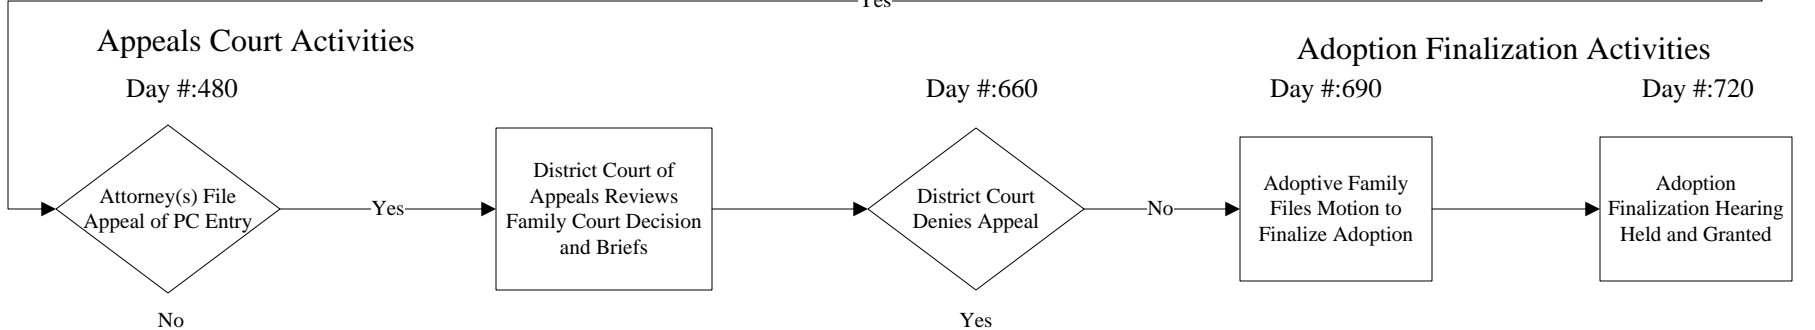 Yes
Appeals Court Activities
Adoption Finalization Activities
Day #:480
Day #:660
Day #:690
Day #:720
Attorney(s) File
Appeal of PC Entry
Yes
District Court of
Appeals Reviews
Family Court Decision
and Briefs
District Court
Denies Appeal
No
Adoptive Family
Files Motion to
Finalize Adoption
Adoption
Finalization Hearing
Held and Granted
No
Yes